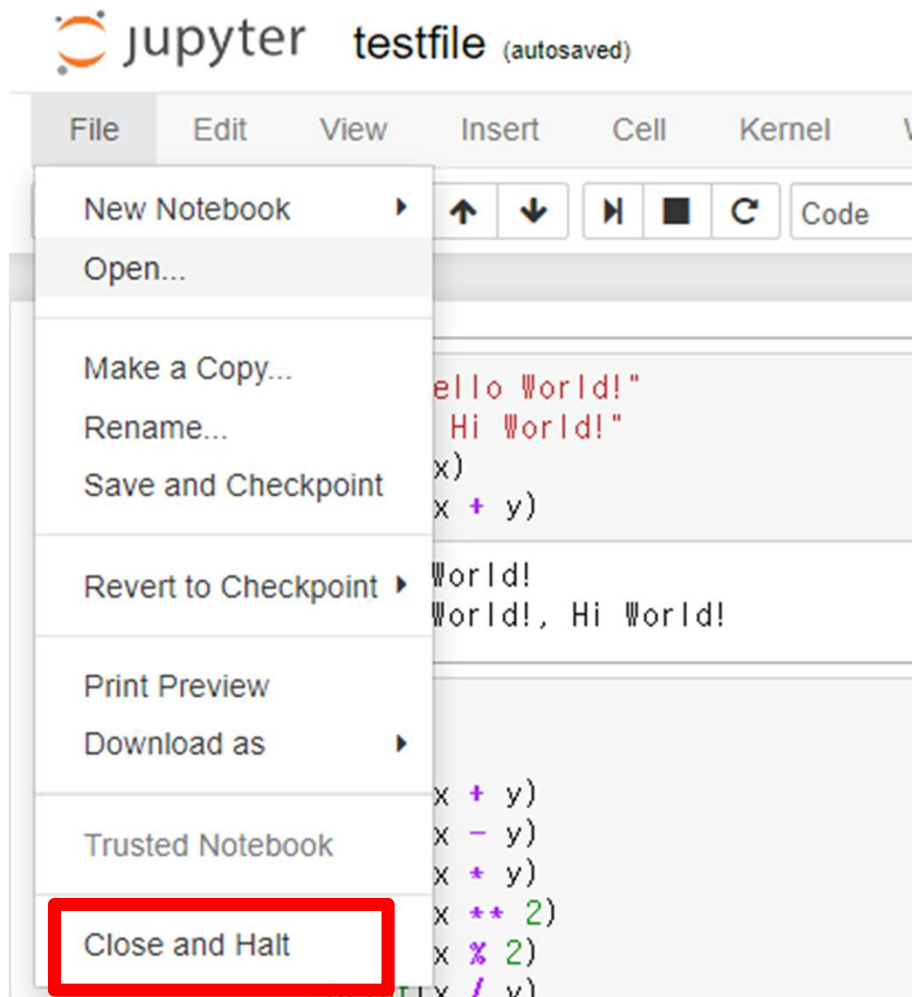 jupyter testfile (autosaved)
File Edit View Insert Cell Kernel
New Notebook
Code
Open...
Make a Copy...
ello World!"
Rename...
Hi World!"
x)
Save and Checkpoint
x + y)
World!
Revert to Checkpoint
World!, Hi World!
Print Preview
Download as
x + y)
x - y)
Trusted Notebook
x * y)
x ** 2)
Close and Halt
x % 2)
x / y)